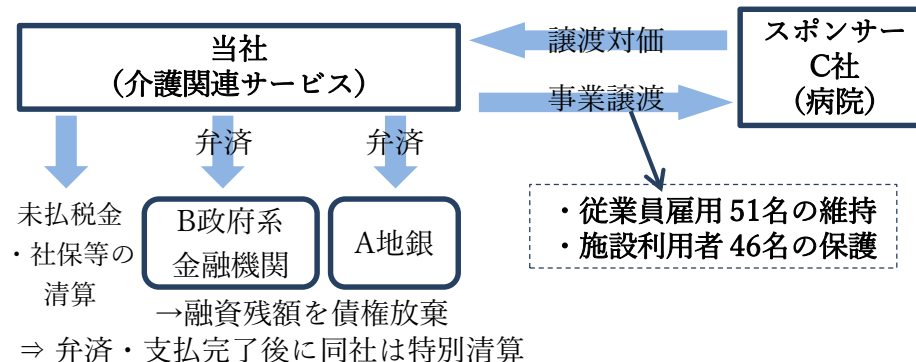 当社
（介護関連サービス）
譲渡対価
事業譲渡
スポンサー
C社
（病院）
弁済
弁済
・従業員雇用 51名の維持
・施設利用者 46名の保護
未払税金
・社保等の
清算
B政府系
金融機関
A地銀
→融資残額を債権放棄
⇒ 弁済・支払完了後に同社は特別清算